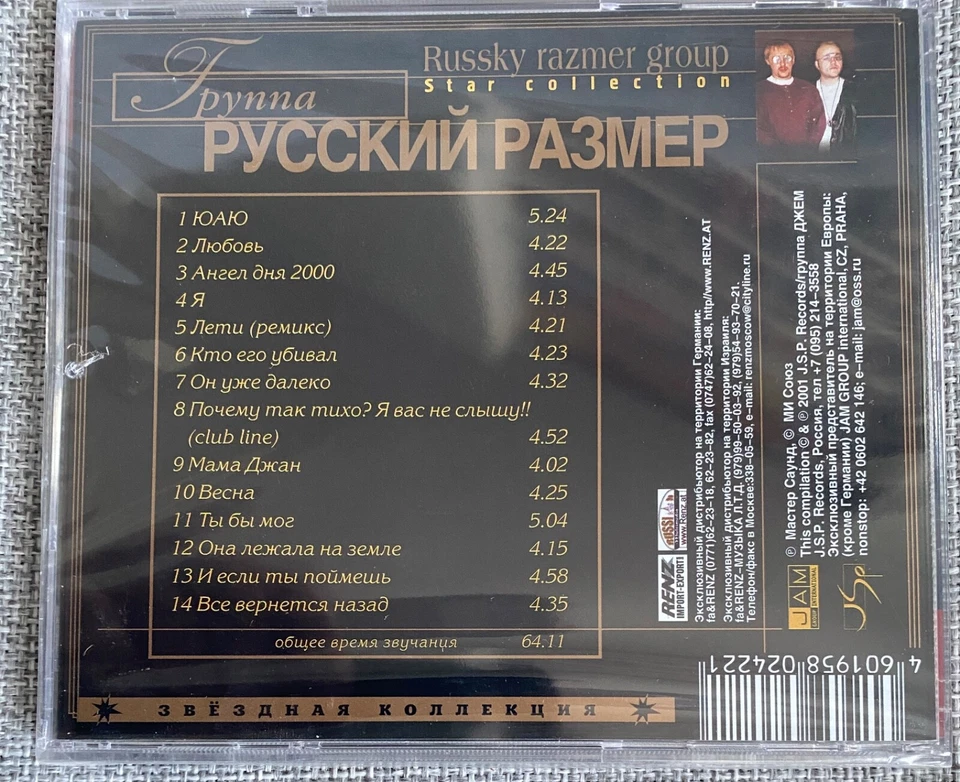 Группа
Russky razmer group
Star collection
РУССКИЙ РАЗМЕР
1 ЮАЮ 5.24
2 Любовь 4.22
3 Ангел дня 2000 4.45
4 Я 4.13
5 Лети (ремикс) 4.21
6 Кто его убивал 4.23
7 Он уже далеко 4.32
8 Почему так тихо? Я вас не слышу!!
(club line) 4.52
9 Мама Джан 4.02
10 Весна 4.25
11 Ты бы мог 5.04
12 Она лежала на земле 4.15
13 И если ты поймешь 4.58
14 Все вернется назад 4.35
общее время звучания 64.11
ЗВЁЗДНАЯ КОЛЛЕКЦИЯ
RENZ
IMPORT-EXPORT
Эксклюзивный дистрибьютор на территории Германии:
fa&RENZ (0771)62-23-18, 62-23-82, fax (0747)62-24-08, http//www.RENZ.AT
Эксклюзивный дистрибьютор на территории Израиля:
fa&RENZ–МУЗЫКА Л.Т.Д. (979)99-50-03-92, (979)54-93-70-21.
Телефон/факс в Москве:338-05-59, e-mail: renzmoscow@cityline.ru
℗ Мастер Саунд, © МИ Союз
This compilation © & ℗ 2001 J.S.P. Records/группа ДЖЕМ
J.S.P. Records, Россия, тел +7 (095) 214–3558
Эксклюзивный представитель на территории Европы:
(кроме Германии) JAM GROUP international, CZ, PRAHA,
nonstop: +42 0602 642 146; e-mail: jam@oss.ru
JAM
GROUP INTERNATIONAL
JSP
4 601958 024221